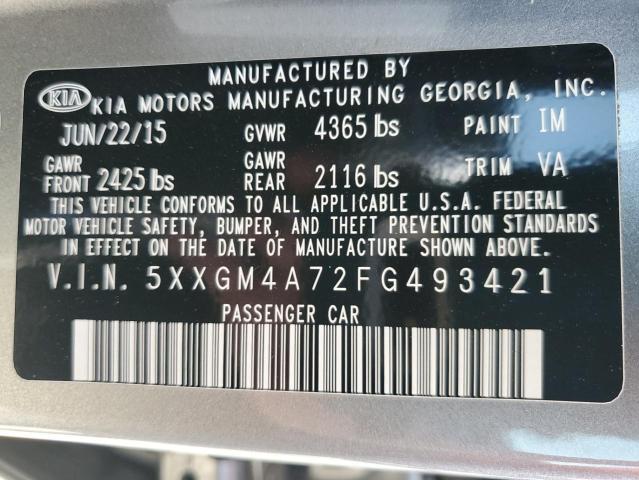 MANUFACTURED BY
KIA KIA MOTORS MANUFACTURING GEORGIA, INC.
JUN/22/15 GVWR 4365 lbs PAINT IM
GAWR FRONT 2425 lbs GAWR REAR 2116 lbs TRIM VA
THIS VEHICLE CONFORMS TO ALL APPLICABLE U.S.A. FEDERAL
MOTOR VEHICLE SAFETY, BUMPER, AND THEFT PREVENTION STANDARDS
IN EFFECT ON THE DATE OF MANUFACTURE SHOWN ABOVE.
V.I.N. 5XXGM4A72FG493421
PASSENGER CAR